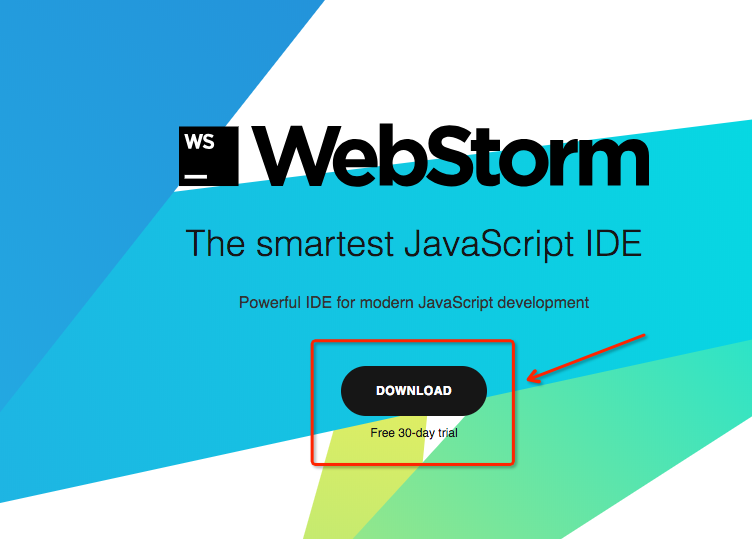 WS
WebStorm
The smartest JavaScript IDE
Powerful IDE for modern JavaScript development
DOWNLOAD
Free 30-day trial